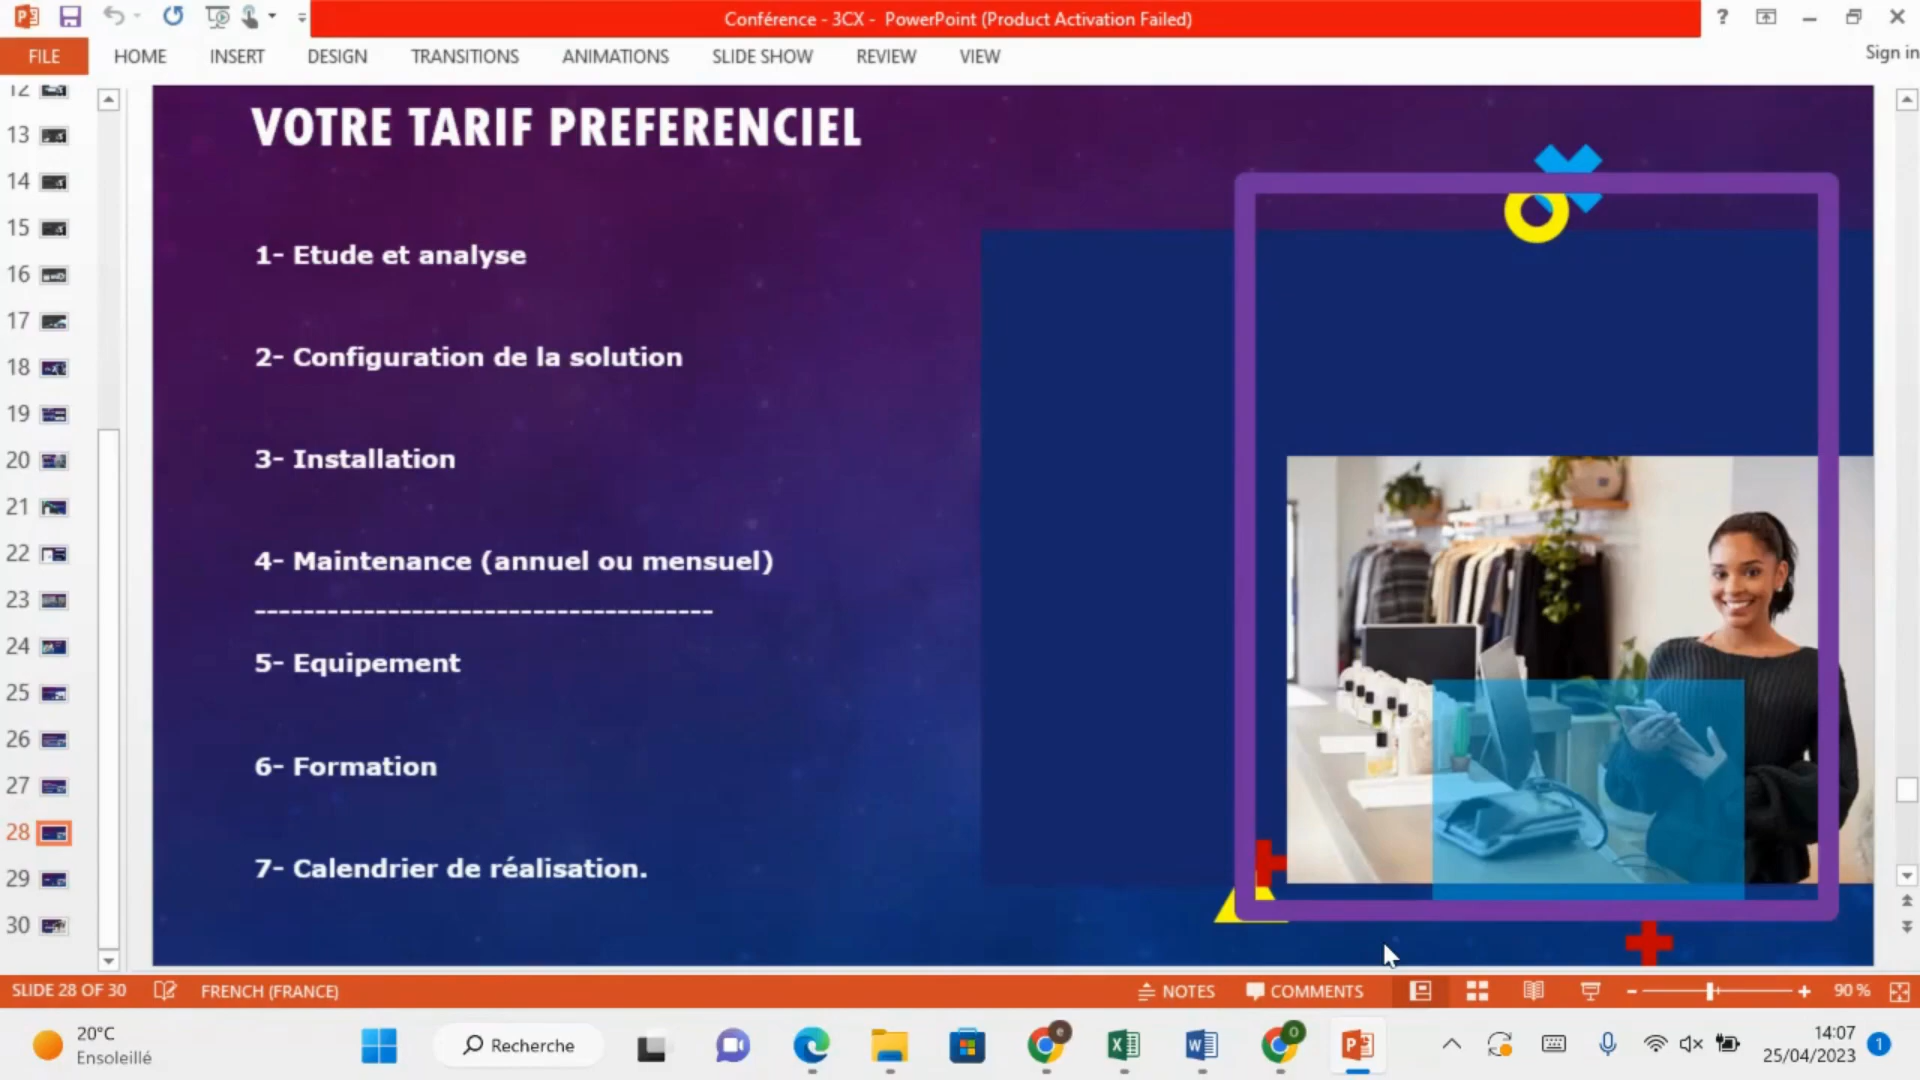 Conférence - 3CX - PowerPoint (Product Activation Failed)
?
FILE HOME INSERT DESIGN TRANSITIONS ANIMATIONS SLIDE SHOW REVIEW VIEW
Sign in
12
13
14
15
16
17
18
19
20
21
22
23
24
25
26
27
28
29
30
VOTRE TARIF PREFERENCIEL
1- Etude et analyse
2- Configuration de la solution
3- Installation
4- Maintenance (annuel ou mensuel)
--------------------------------------
5- Equipement
6- Formation
7- Calendrier de réalisation.
SLIDE 28 OF 30 FRENCH (FRANCE) NOTES COMMENTS 90 %
20°C
Ensoleillé
Recherche
14:07
25/04/2023
1